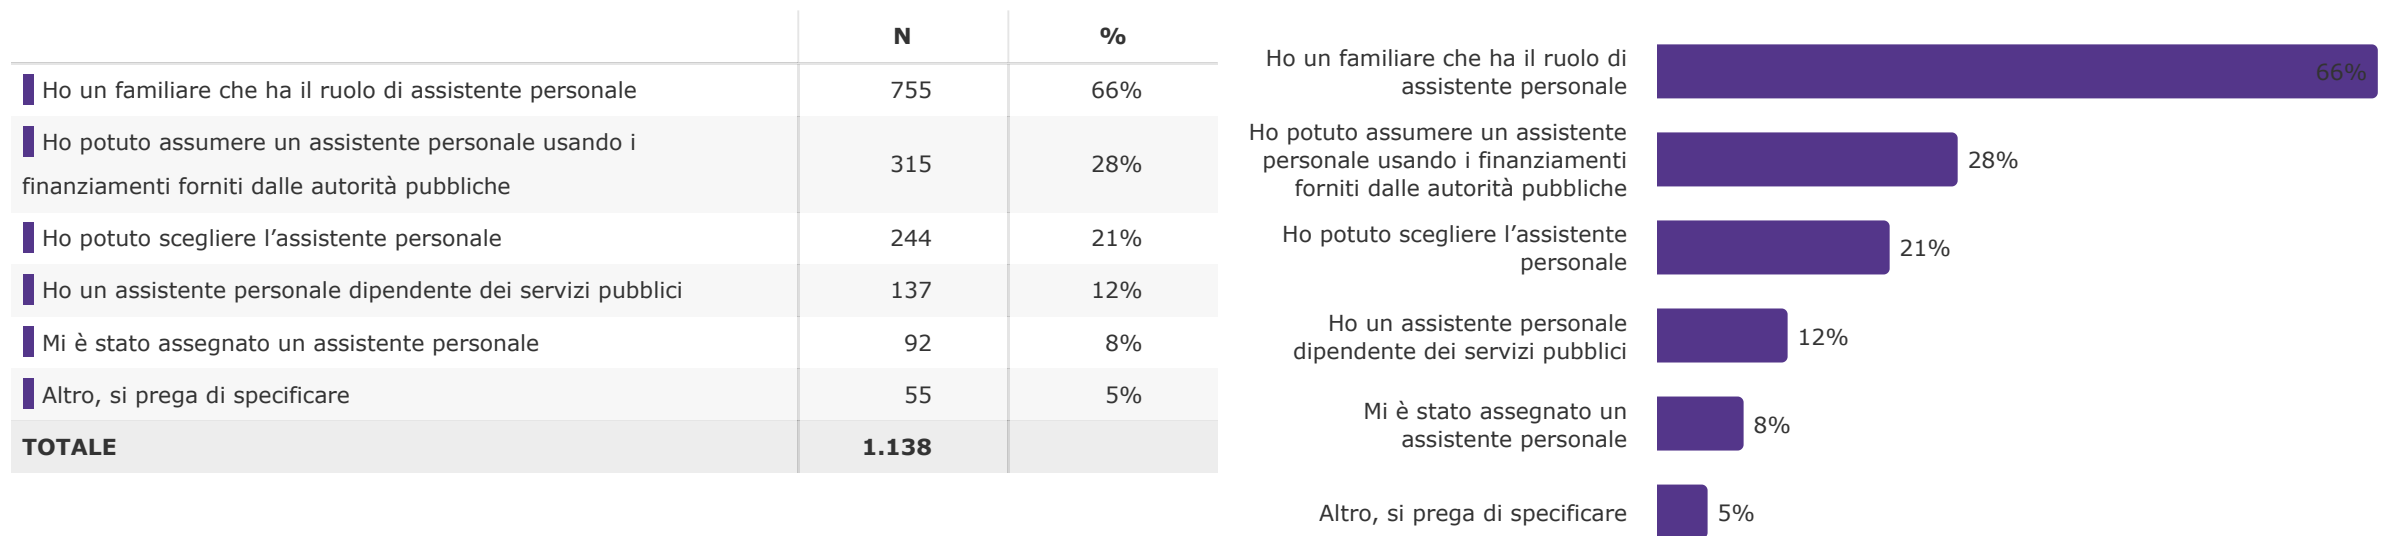 N %
Ho un familiare che ha il ruolo di assistente personale 755 66%
Ho potuto assumere un assistente personale usando i
finanziamenti forniti dalle autorità pubbliche 315 28%
Ho potuto scegliere l’assistente personale 244 21%
Ho un assistente personale dipendente dei servizi pubblici 137 12%
Mi è stato assegnato un assistente personale 92 8%
Altro, si prega di specificare 55 5%
TOTALE 1.138
Ho un familiare che ha il ruolo di
assistente personale
66%
Ho potuto assumere un assistente
personale usando i finanziamenti
forniti dalle autorità pubbliche
28%
Ho potuto scegliere l’assistente
personale
21%
Ho un assistente personale
dipendente dei servizi pubblici
12%
Mi è stato assegnato un
assistente personale
8%
Altro, si prega di specificare
5%